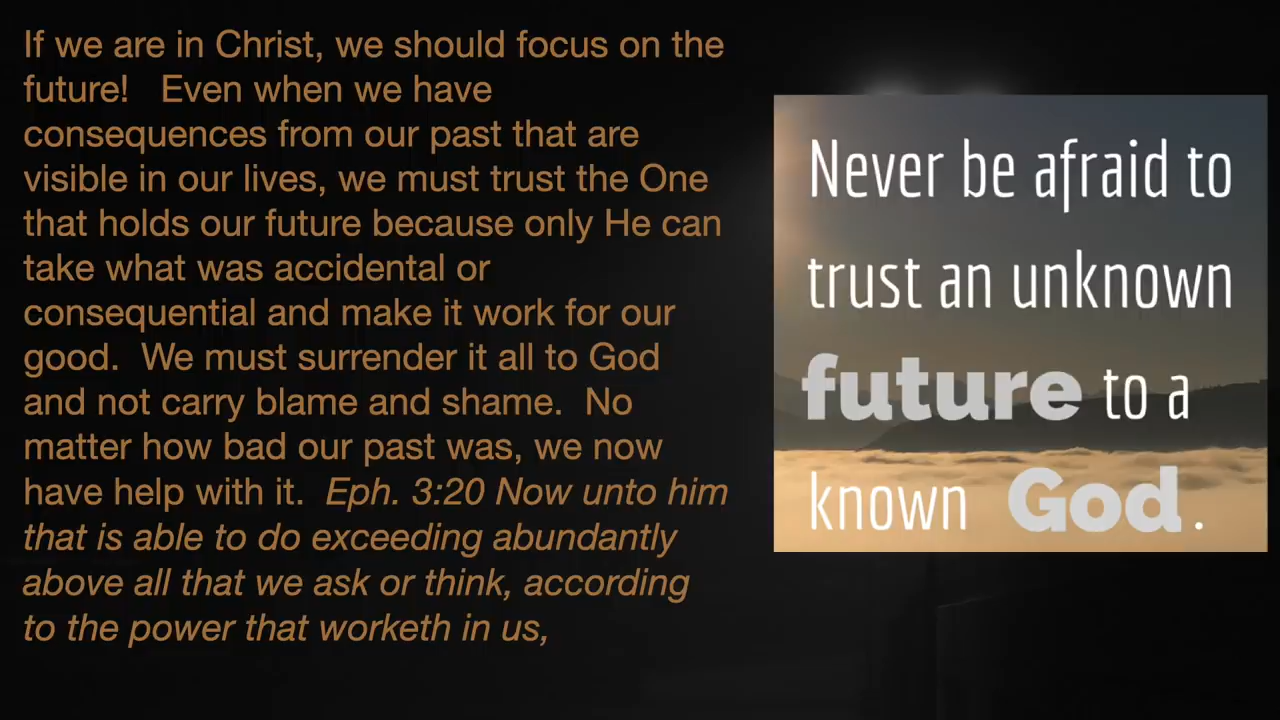 If we are in Christ, we should focus on the
future!   Even when we have
consequences from our past that are
visible in our lives, we must trust the One
that holds our future because only He can
take what was accidental or
consequential and make it work for our
good.  We must surrender it all to God
and not carry blame and shame.  No
matter how bad our past was, we now
have help with it.  Eph. 3:20 Now unto him
that is able to do exceeding abundantly
above all that we ask or think, according
to the power that worketh in us,
Never be afraid to
trust an unknown
future to a
known God.